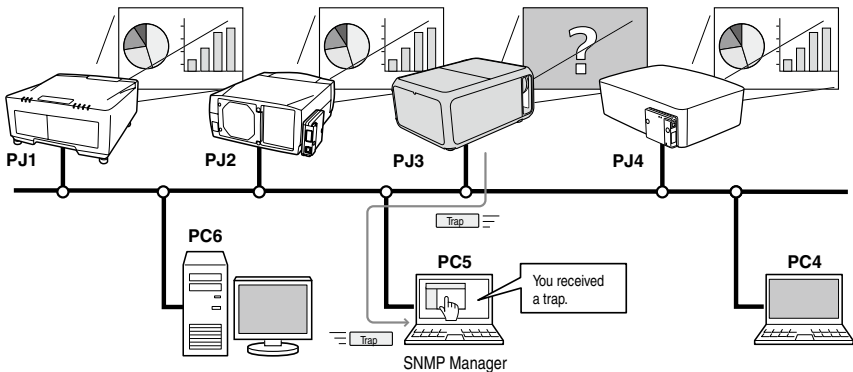 ?
PJ1
PJ2
PJ3
PJ4
Trap
PC6
PC5
PC4
You received
a trap.
Trap
SNMP Manager